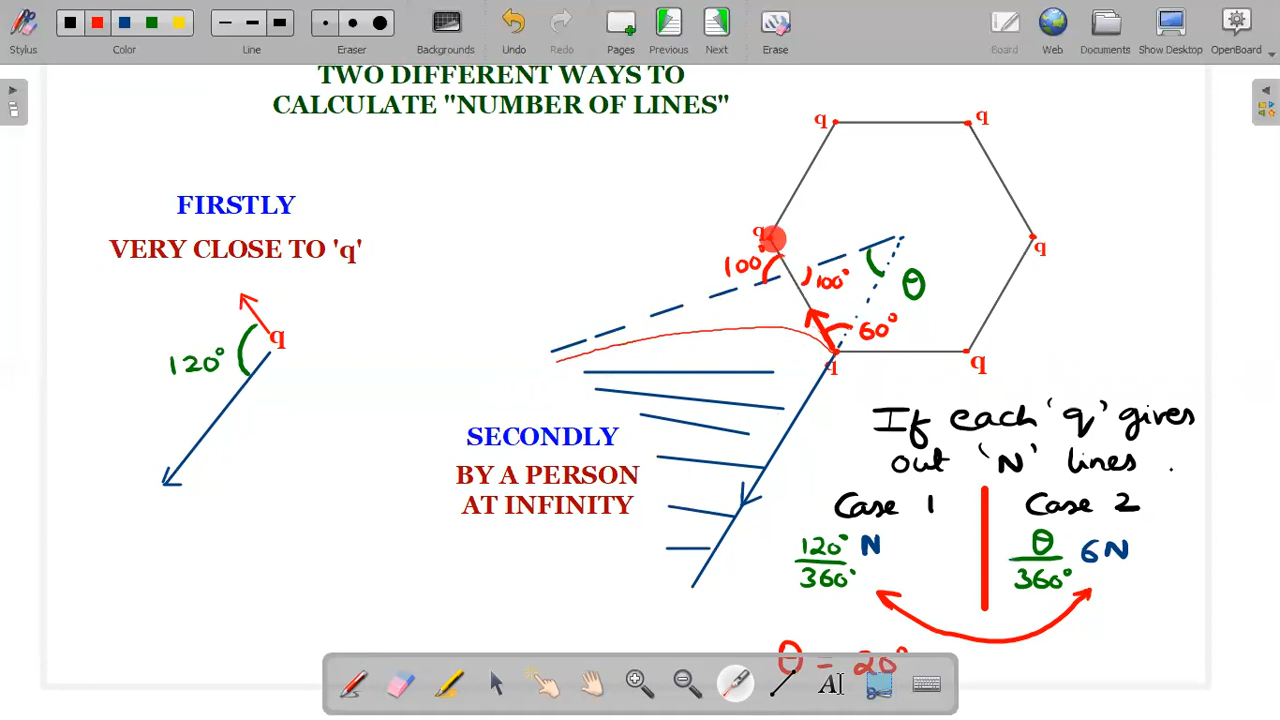 Stylus
Color
Line
Eraser
Backgrounds
Undo
Redo
Pages
Previous
Next
Erase
Board
Web
Documents
Show Desktop
OpenBoard
TWO DIFFERENT WAYS TO
CALCULATE "NUMBER OF LINES"
FIRSTLY
VERY CLOSE TO 'q'
q
120°
q
q
q
q
q
q
100°
100°
θ
60°
SECONDLY
BY A PERSON
AT INFINITY
If each 'q' gives
out 'N' lines .
Case 1
120°/360° N
Case 2
θ/360° 6N
θ = 20°